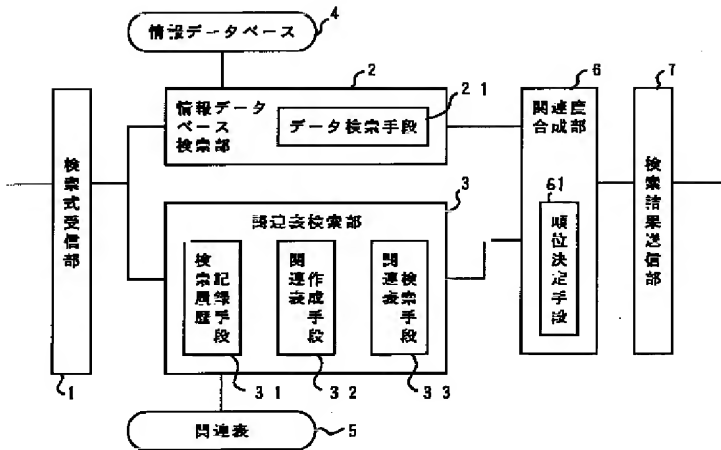 4
情報データベース
2
6
7
情報データ
ベース
検索部
21
データ検索手段
関連度
合成部
検索式受信部
検索結果送信部
3
関連表検索部
61
順位決定手段
検索履歴
記録手段
関連表
作成手段
関連表
検索手段
1
31
32
33
関連表
5